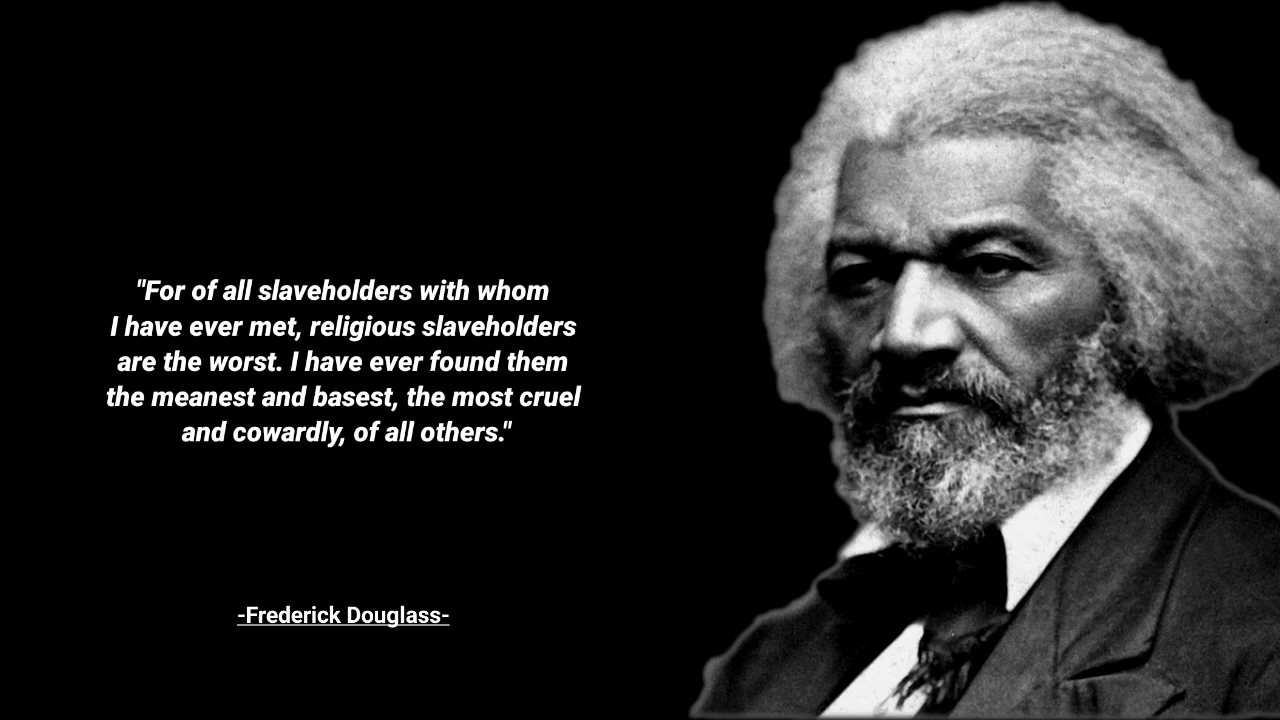 "For of all slaveholders with whom
I have ever met, religious slaveholders
are the worst. I have ever found them
the meanest and basest, the most cruel
and cowardly, of all others."
-Frederick Douglass-